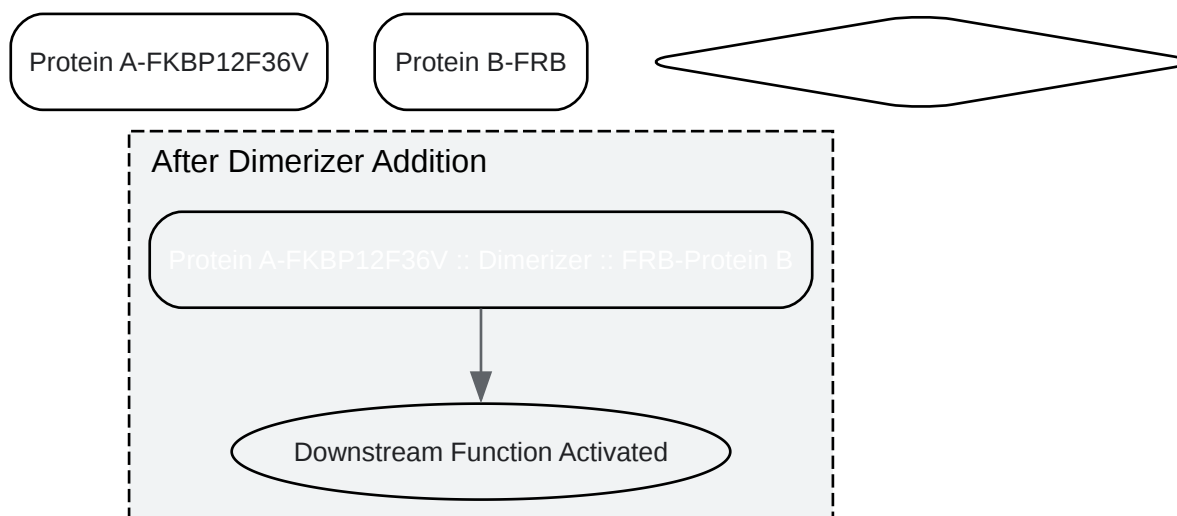 Protein A-FKBP12F36V
Protein B-FRB
After Dimerizer Addition
Protein A-FKBP12F36V :: Dimerizer :: FRB-Protein B
Downstream Function Activated